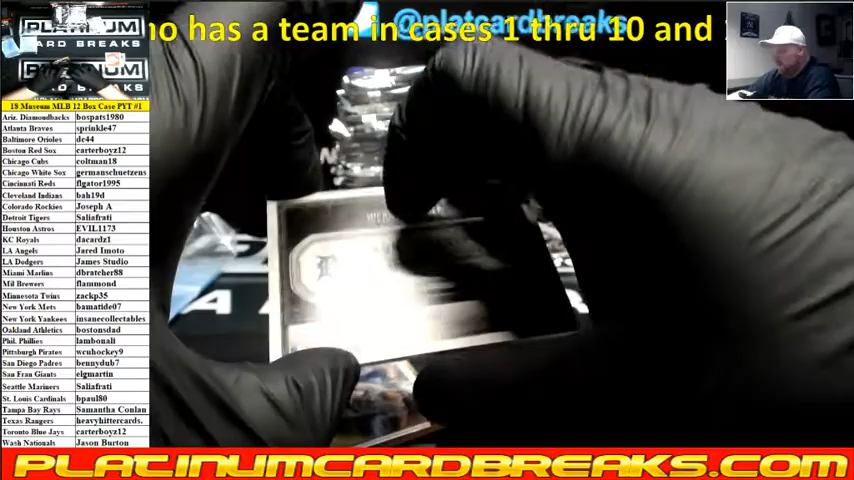 PLATINUM
CARD BREAKS
who has a team in cases 1 thru 10 and
@platcardbreaks
18 Museum MLB 12 Box Case PYT #1
Ariz. Diamondbacks bospats1980
Atlanta Braves sprinkle47
Baltimore Orioles dc44
Boston Red Sox carterboyz12
Chicago Cubs coltman18
Chicago White Sox germanschuetzens
Cincinnati Reds flgator1995
Cleveland Indians bah19d
Colorado Rockies Joseph A
Detroit Tigers Saliafrati
Houston Astros EVIL1173
KC Royals dacardz1
LA Angels Jared Imoto
LA Dodgers James Studio
Miami Marlins dbratcher88
Mil Brewers flammond
Minnesota Twins zackp35
New York Mets bamatide07
New York Yankees insanecollectables
Oakland Athletics bostonsdad
Phil. Phillies lambonali
Pittsburgh Pirates wcuhockey9
San Diego Padres bennydub7
San Fran Giants elgmartin
Seattle Mariners Saliafrati
St. Louis Cardinals bpaul80
Tampa Bay Rays Samantha Conlan
Texas Rangers heavyhittercards.
Toronto Blue Jays carterboyz12
Wash Nationals Jason Burton
PLATINUMCARDBREAKS.COM